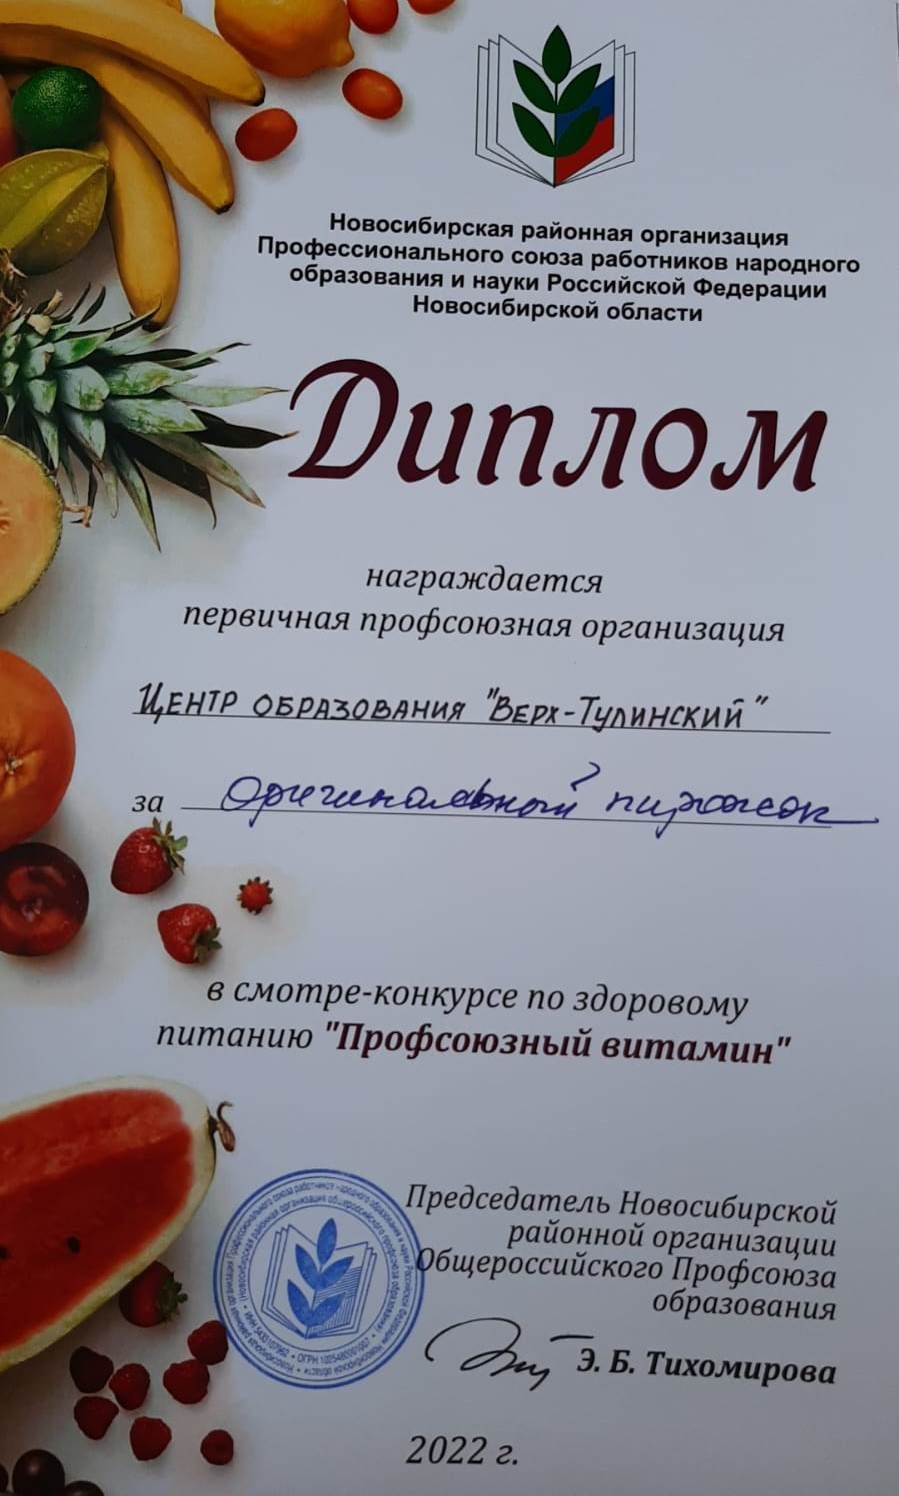 Новосибирская районная организация
Профессионального союза работников народного
образования и науки Российской Федерации
Новосибирской области
Диплом
награждается
первичная профсоюзная организация
Центр образования "Верх-Тулинский"
за Оригинальный пирожок
в смотре-конкурсе по здоровому
питанию "Профсоюзный витамин"
Председатель Новосибирской
районной организации
Общероссийского Профсоюза
образования
Э. Б. Тихомирова
2022 г.